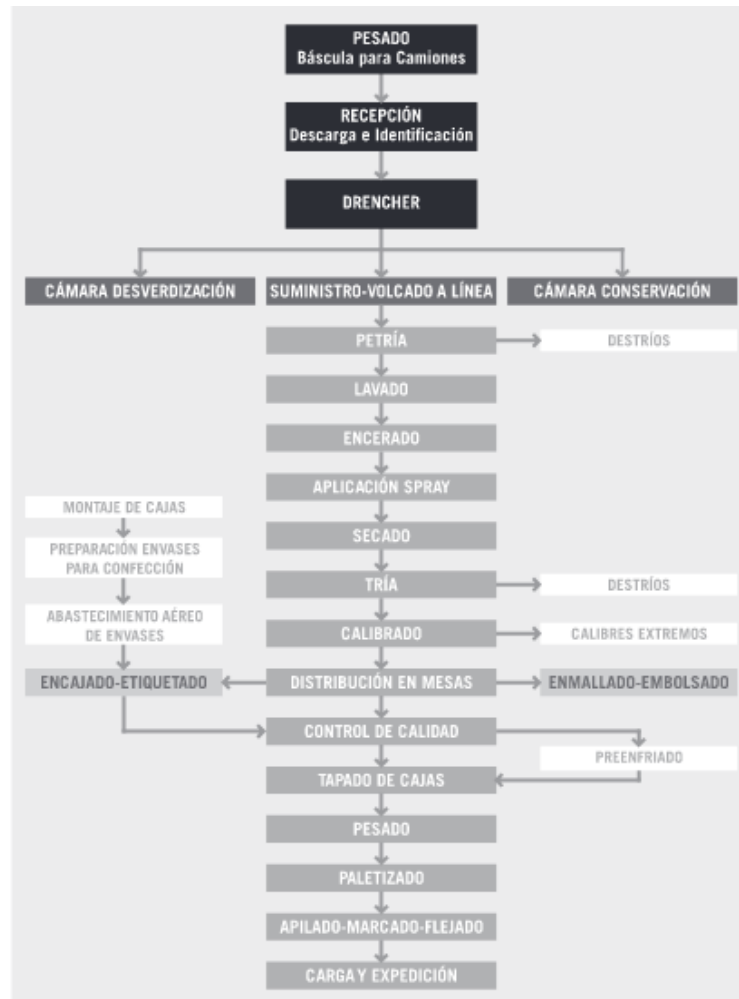 PESADO
Báscula para Camiones
RECEPCIÓN
Descarga e Identificación
DRENCHER
CÁMARA DESVERDIZACIÓN
SUMINISTRO-VOLCADO A LÍNEA
CÁMARA CONSERVACIÓN
PETRÍA
DESTRÍOS
LAVADO
ENCERADO
APLICACIÓN SPRAY
MONTAJE DE CAJAS
SECADO
PREPARACIÓN ENVASES
PARA CONFECCIÓN
TRÍA
DESTRÍOS
ABASTECIMIENTO AÉREO
DE ENVASES
CALIBRADO
CALIBRES EXTREMOS
ENCAJADO-ETIQUETADO
DISTRIBUCIÓN EN MESAS
ENMALLADO-EMBOLSADO
CONTROL DE CALIDAD
PREENFRIADO
TAPADO DE CAJAS
PESADO
PALETIZADO
APILADO-MARCADO-FLEJADO
CARGA Y EXPEDICIÓN